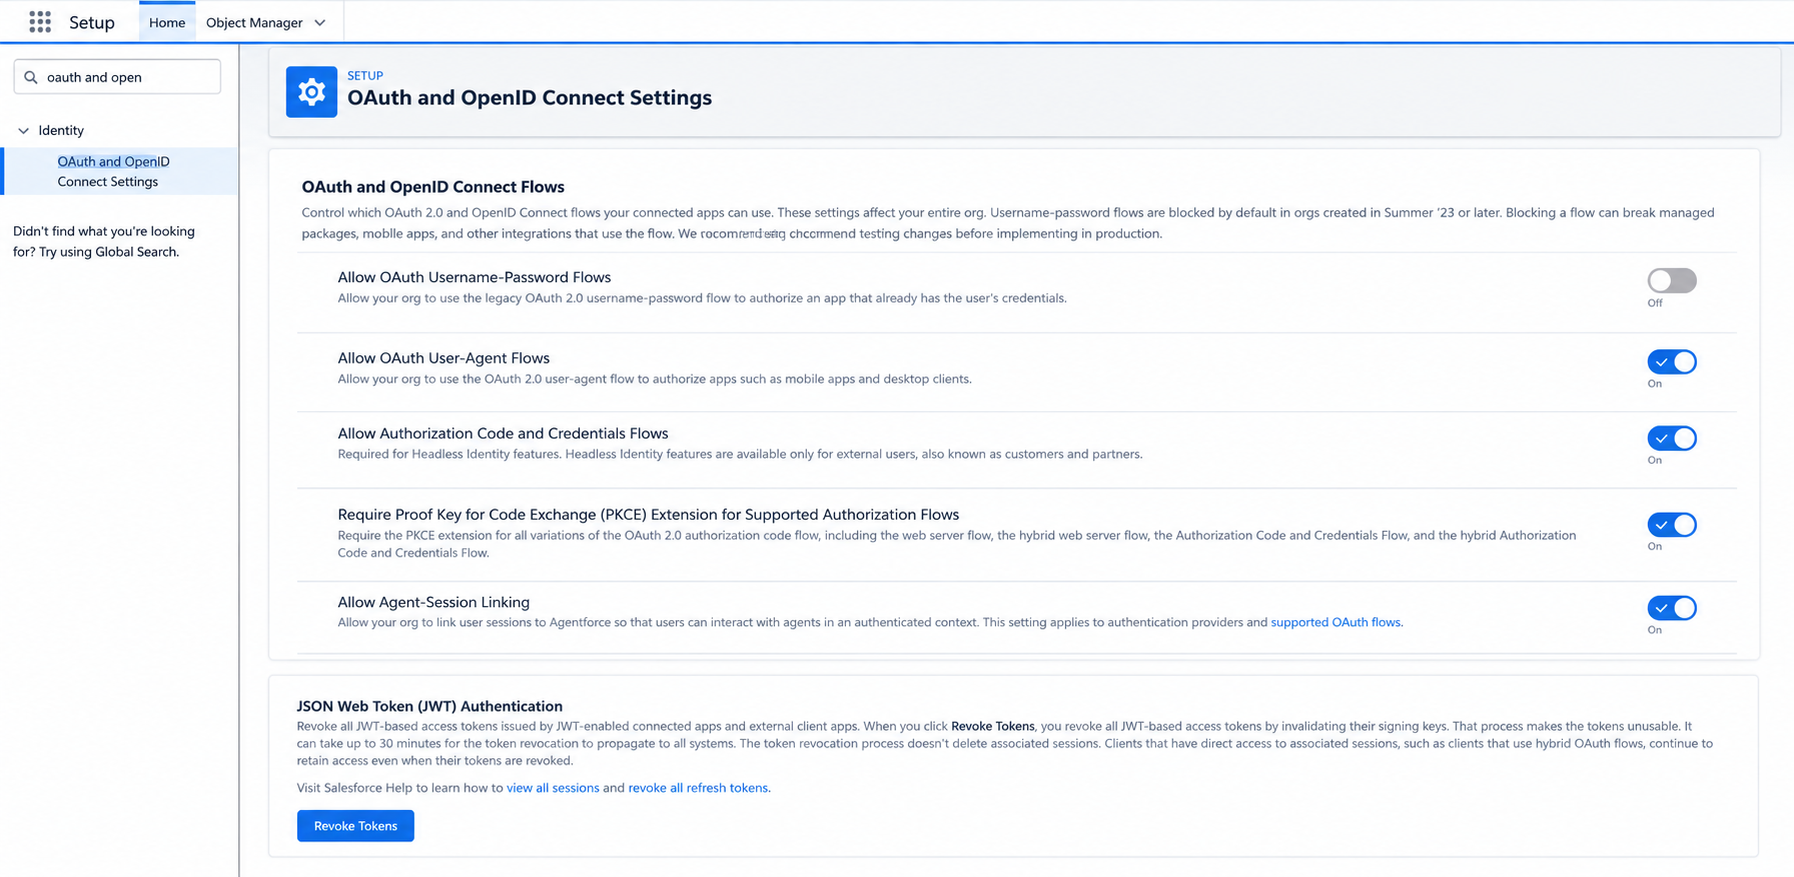 Setup
Home
Object Manager
oauth and open
Identity
OAuth and OpenID
Connect Settings
Didn't find what you're looking
for? Try using Global Search.
SETUP
OAuth and OpenID Connect Settings
OAuth and OpenID Connect Flows
Control which OAuth 2.0 and OpenID Connect flows your connected apps can use. These settings affect your entire org. Username-password flows are blocked by default in orgs created in Summer '23 or later. Blocking a flow can break managed
packages, mobile apps, and other integrations that use the flow. We testing changes before implementing in production.
Allow OAuth Username-Password Flows
Allow your org to use the legacy OAuth 2.0 username-password flow to authorize an app that already has the user's credentials.
Off
Allow OAuth User-Agent Flows
Allow your org to use the OAuth 2.0 user-agent flow to authorize apps such as mobile apps and desktop clients.
On
Allow Authorization Code and Credentials Flows
Required for Headless Identity features. Headless Identity features are available only for external users, also known as customers and partners.
On
Require Proof Key for Code Exchange (PKCE) Extension for Supported Authorization Flows
Require the PKCE extension for all variations of the OAuth 2.0 authorization code flow, including the web server flow, the hybrid web server flow, the Authorization Code and Credentials Flow, and the hybrid Authorization
Code and Credentials Flow.
On
Allow Agent-Session Linking
Allow your org to link user sessions to Agentforce so that users can interact with agents in an authenticated context. This setting applies to authentication providers and supported OAuth flows.
On
JSON Web Token (JWT) Authentication
Revoke all JWT-based access tokens issued by JWT-enabled connected apps and external client apps. When you click Revoke Tokens, you revoke all JWT-based access tokens by invalidating their signing keys. That process makes the tokens unusable. It
can take up to 30 minutes for the token revocation to propagate to all systems. The token revocation process doesn't delete associated sessions. Clients that have direct access to associated sessions, such as clients that use hybrid OAuth flows, continue to
retain access even when their tokens are revoked.
Visit Salesforce Help to learn how to view all sessions and revoke all refresh tokens.
Revoke Tokens